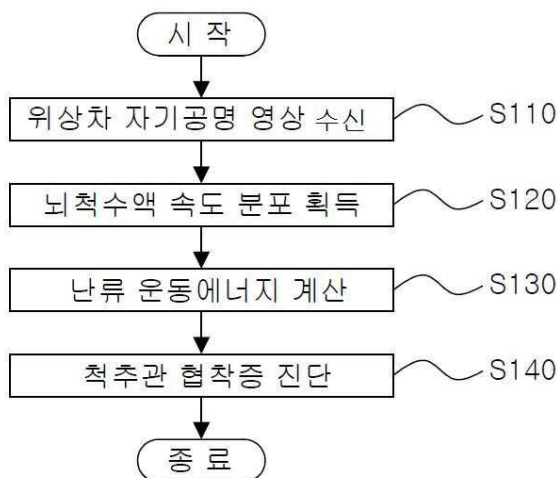 시 작
위상차 자기공명 영상 수신
S110
뇌척수액 속도 분포 획득
S120
난류 운동에너지 계산
S130
척추관 협착증 진단
S140
종 료